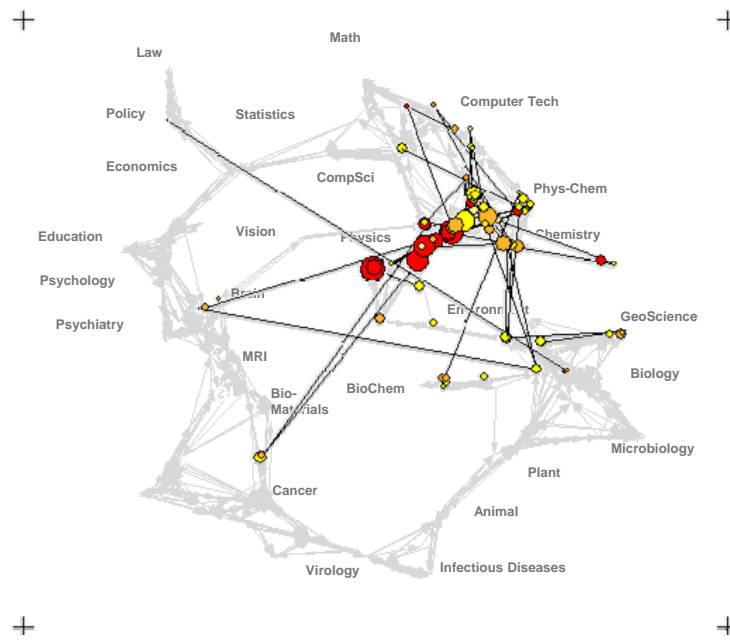 Math
Law
Computer Tech
Policy
Statistics
Economics
CompSci
Phys-Chem
Vision
Physics
Chemistry
Education
Psychology
Brain
Environment
GeoScience
Psychiatry
MRI
BioChem
Biology
Bio-
Materials
Microbiology
Plant
Cancer
Animal
Virology
Infectious Diseases